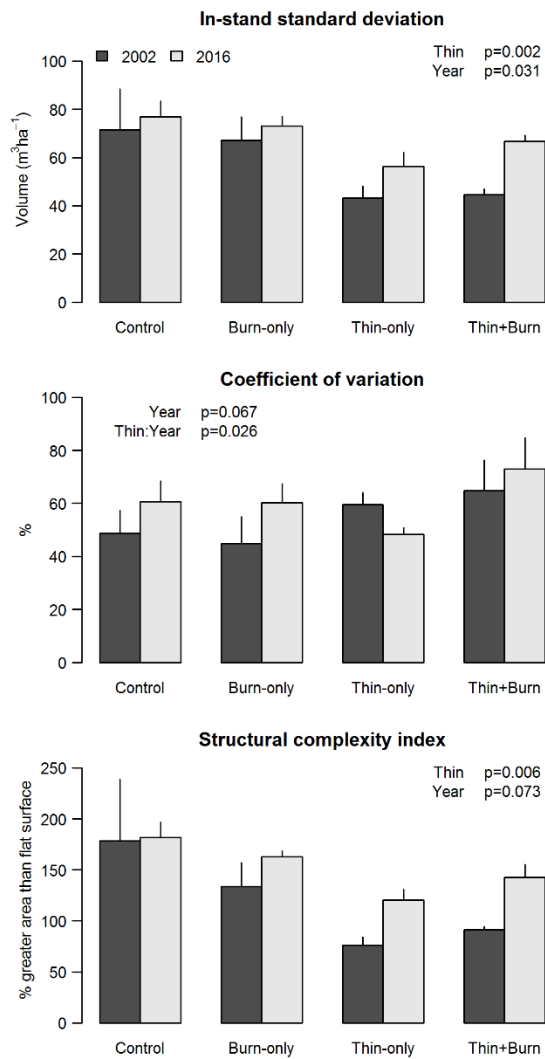 In-stand standard deviation
2002 2016
Thin p=0.002
Year p=0.031
Volume (m³ha⁻¹)
100
80
60
40
20
0
Control Burn-only Thin-only Thin+Burn
Coefficient of variation
Year p=0.067
Thin:Year p=0.026
%
100
80
60
40
20
0
Control Burn-only Thin-only Thin+Burn
Structural complexity index
Thin p=0.006
Year p=0.073
% greater area than flat surface
250
200
150
100
50
0
Control Burn-only Thin-only Thin+Burn